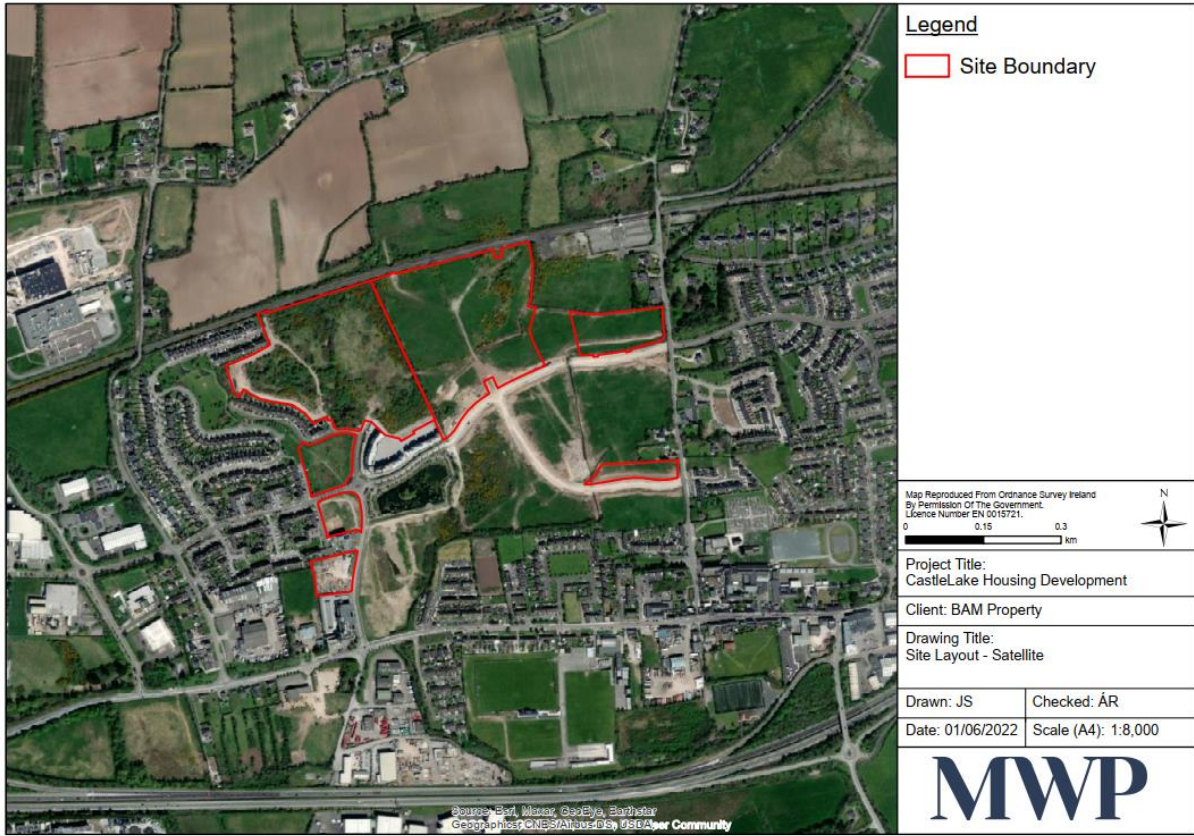 Legend
Site Boundary
Map Reproduced From Ordnance Survey Ireland
By Permission Of The Government.
Licence Number EN 0015721.
N
0 0.15 0.3
km
Project Title:
CastleLake Housing Development
Client: BAM Property
Drawing Title:
Site Layout - Satellite
Drawn: JS Checked: ÁR
Date: 01/06/2022 Scale (A4): 1:8,000
MWP
Source: Esri, Maxar, GeoEye, Earthstar
Geographics, CNES/Airbus DS, USDA, er Community